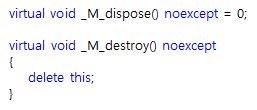 virtual void _M_dispose() noexcept = 0;
virtual void _M_destroy() noexcept
{
delete this;
}